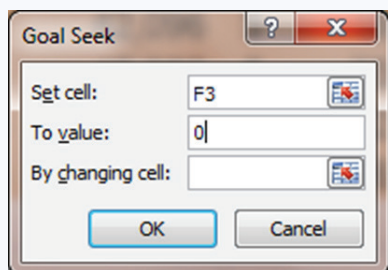 Goal Seek
Set cell: F3
To value: 0
By changing cell:
OK Cancel